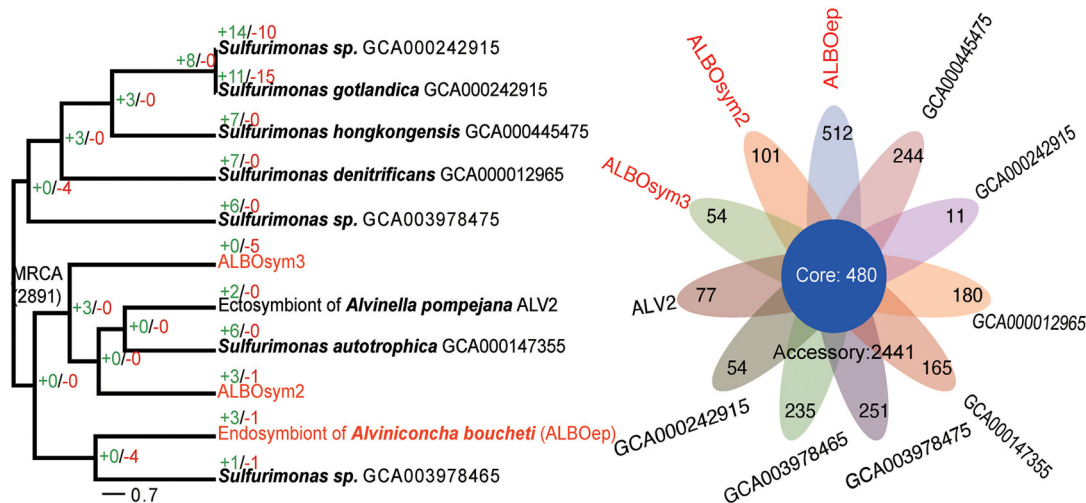 +14/-10
Sulfurimonas sp. GCA000242915
+8/-0
+11/-15
Sulfurimonas gotlandica GCA000242915
+3/-0
+7/-0
Sulfurimonas hongkongensis GCA000445475
+3/-0
+7/-0
Sulfurimonas denitrificans GCA000012965
+0/-4
+6/-0
Sulfurimonas sp. GCA003978475
+0/-5
ALBOsym3
MRCA
(2891)
+3/-0
+2/-0
Ectosymbiont of Alvinella pompejana ALV2
+0/-0
+6/-0
Sulfurimonas autotrophica GCA000147355
+0/-0
+0/-0
+3/-1
ALBOsym2
+3/-1
Endosymbiont of Alviniconcha boucheti (ALBOep)
+0/-4
+1/-1
Sulfurimonas sp. GCA003978465
0.7
ALBOep
512
GCA000445475
244
GCA000242915
11
GCA000012965
180
GCA000147355
165
GCA003978475
251
GCA003978465
235
GCA000242915
54
ALV2
77
ALBOsym3
54
ALBOsym2
101
Core: 480
Accessory:2441